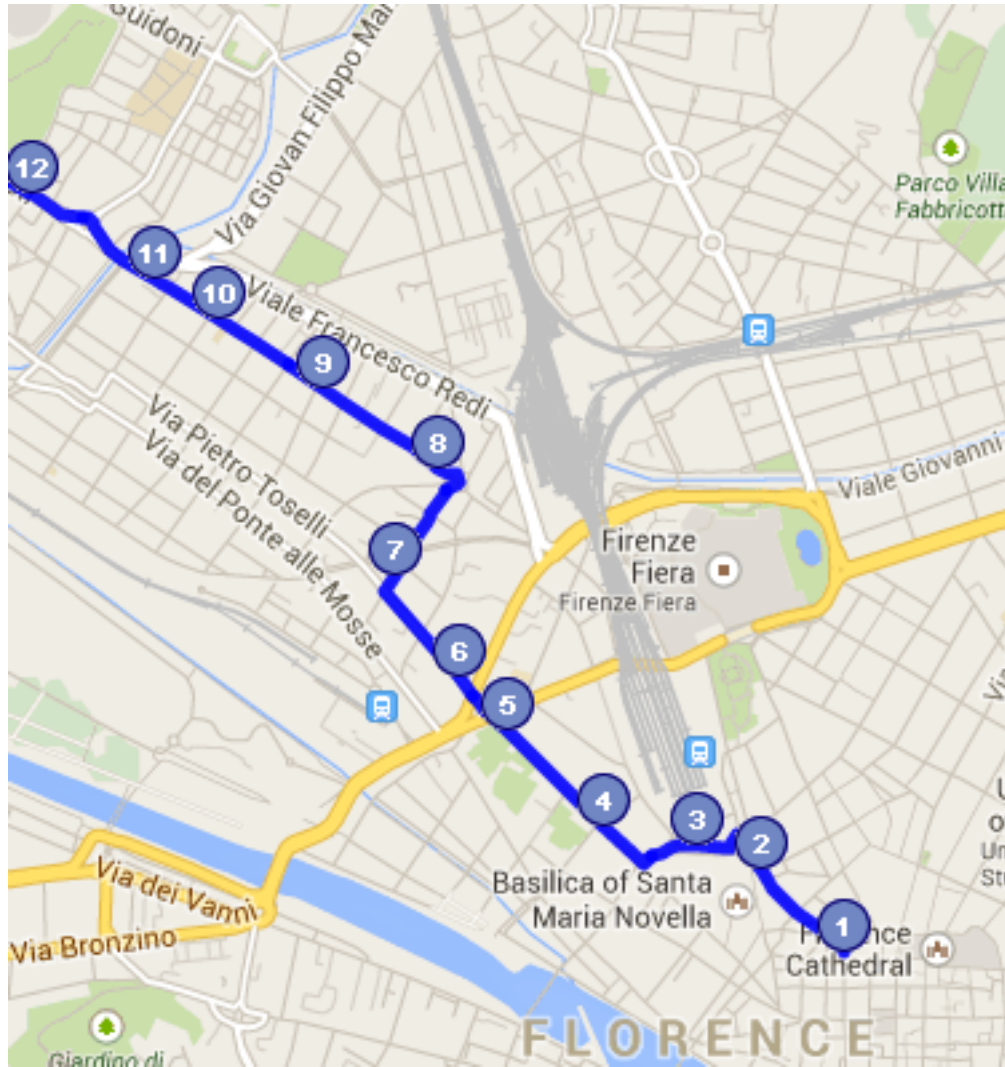 Guidoni
Via Giovan Filippo Mar
12
Parco Villa
Fabbricott
11
10
Viale Francesco Redi
9
8
Via Pietro Toselli
Via del Ponte alle Mosse
Viale Giovanni
7
Firenze
Fiera
Firenze Fiera
6
5
4
3
2
Basilica of Santa
Maria Novella
1
Cathedral
Via dei Vanni
Via Bronzino
FLORENCE
Giardino di